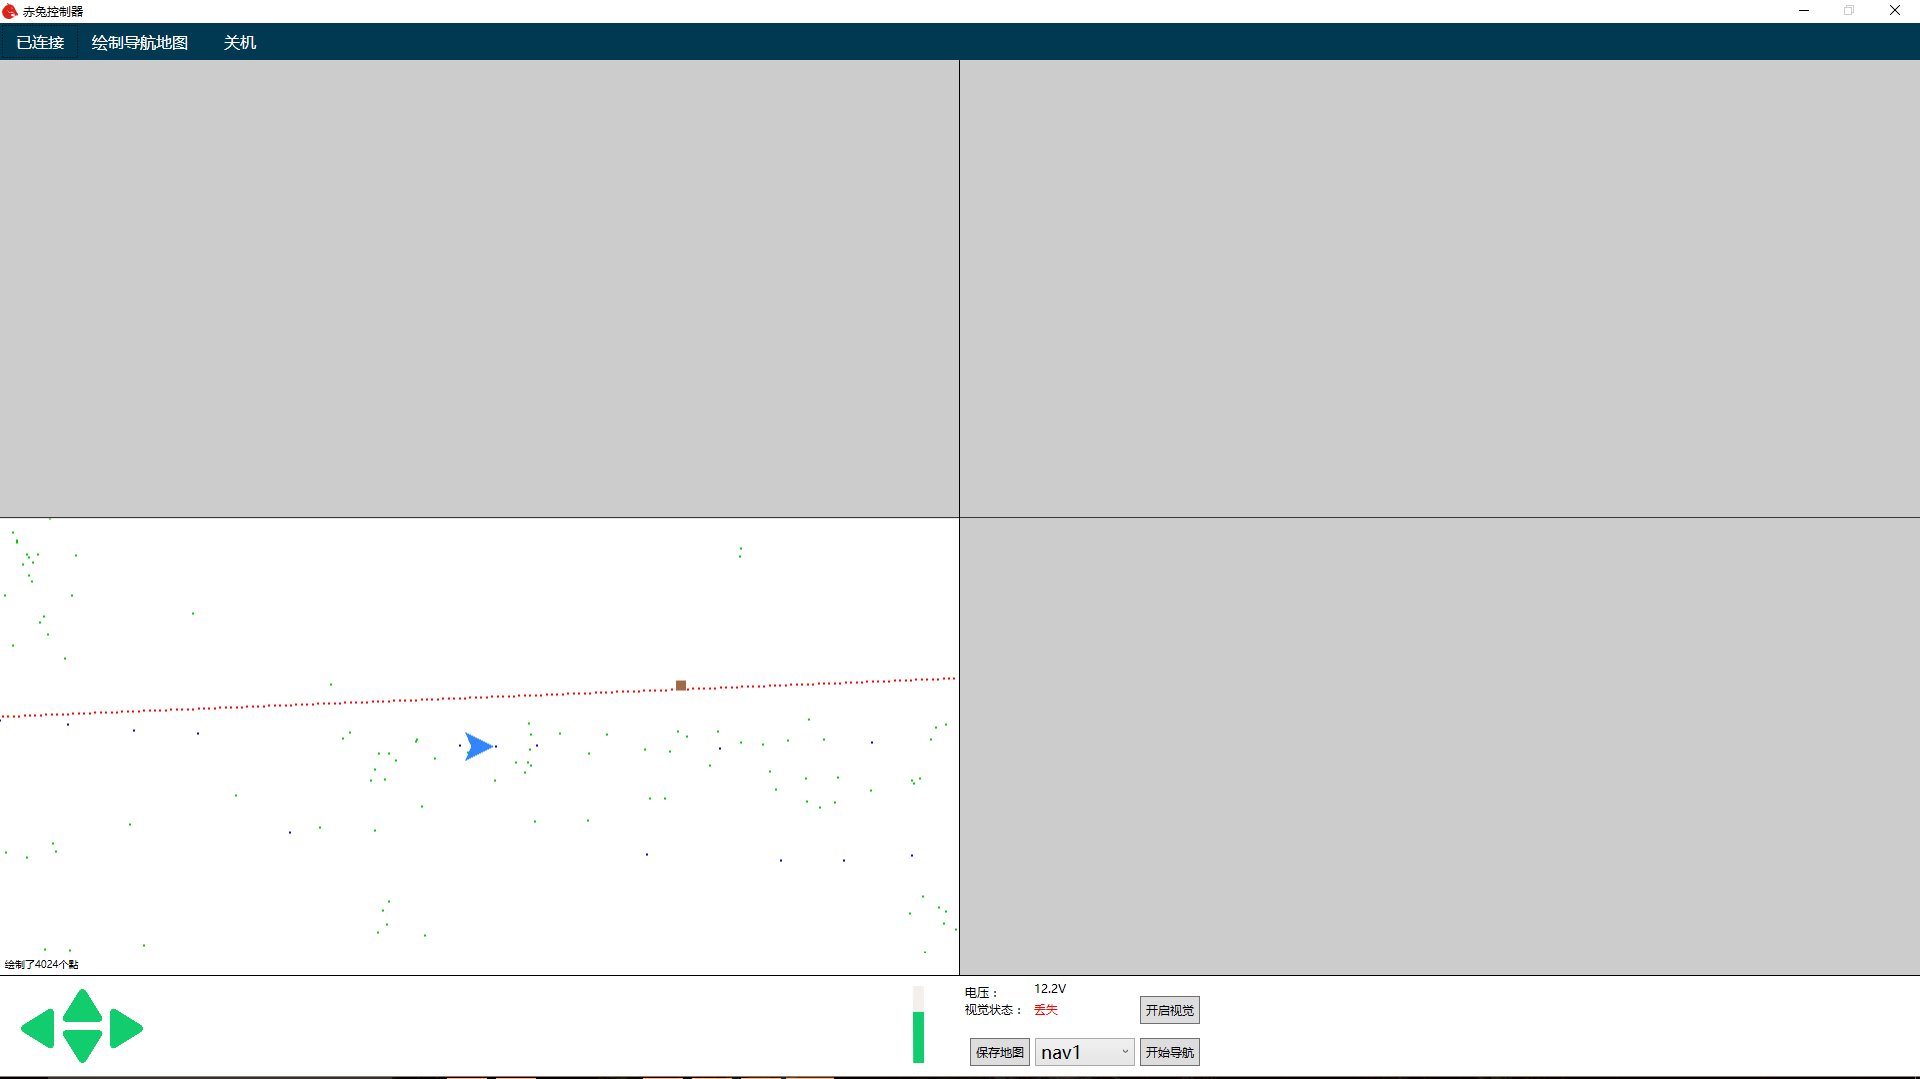 赤兔控制器
已连接 绘制导航地图 关机
绘制了4024个點
电压： 12.2V
视觉状态： 丢失
开启视觉
保存地图 nav1 开始导航